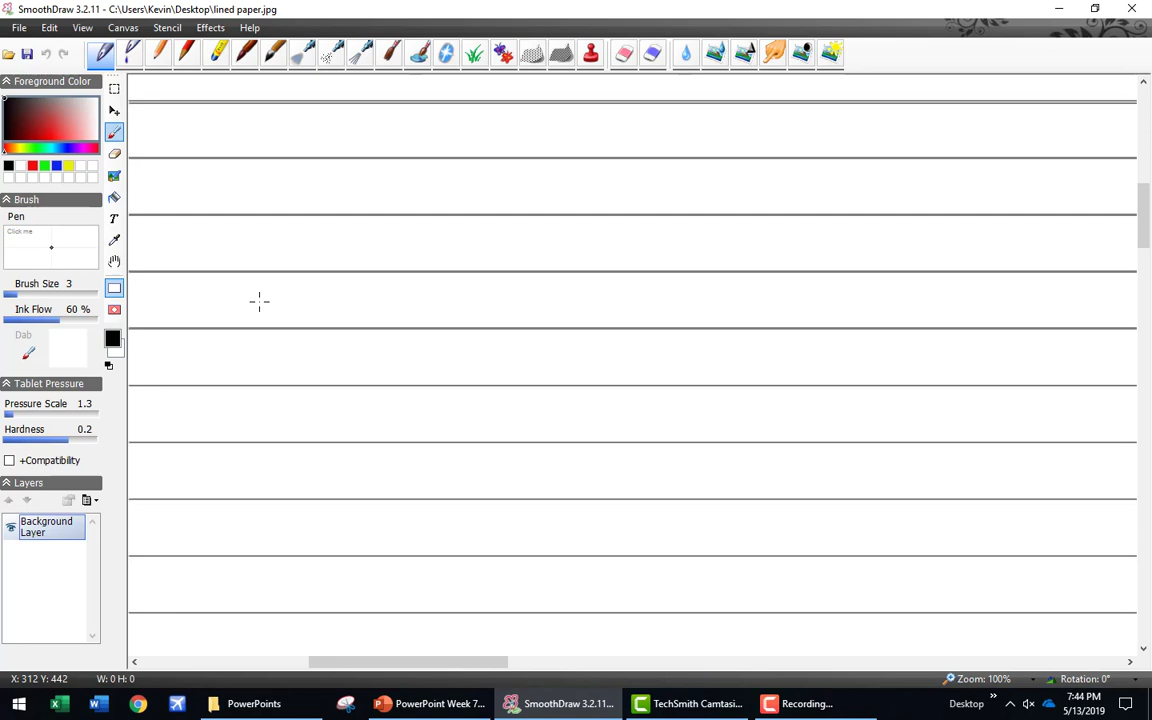 SmoothDraw 3.2.11 - C:\Users\Kevin\Desktop\lined paper.jpg
File Edit View Canvas Stencil Effects Help
Foreground Color
Brush
Pen
Click me
Brush Size 3
Ink Flow 60 %
Dab
Tablet Pressure
Pressure Scale 1.3
Hardness 0.2
+Compatibility
Layers
Background
Layer
T
X: 312 Y: 442 W: 0 H: 0 Zoom: 100% Rotation: 0°
PowerPoints PowerPoint Week 7... SmoothDraw 3.2.11... TechSmith Camtasi... Recording... Desktop
7:44 PM
5/13/2019